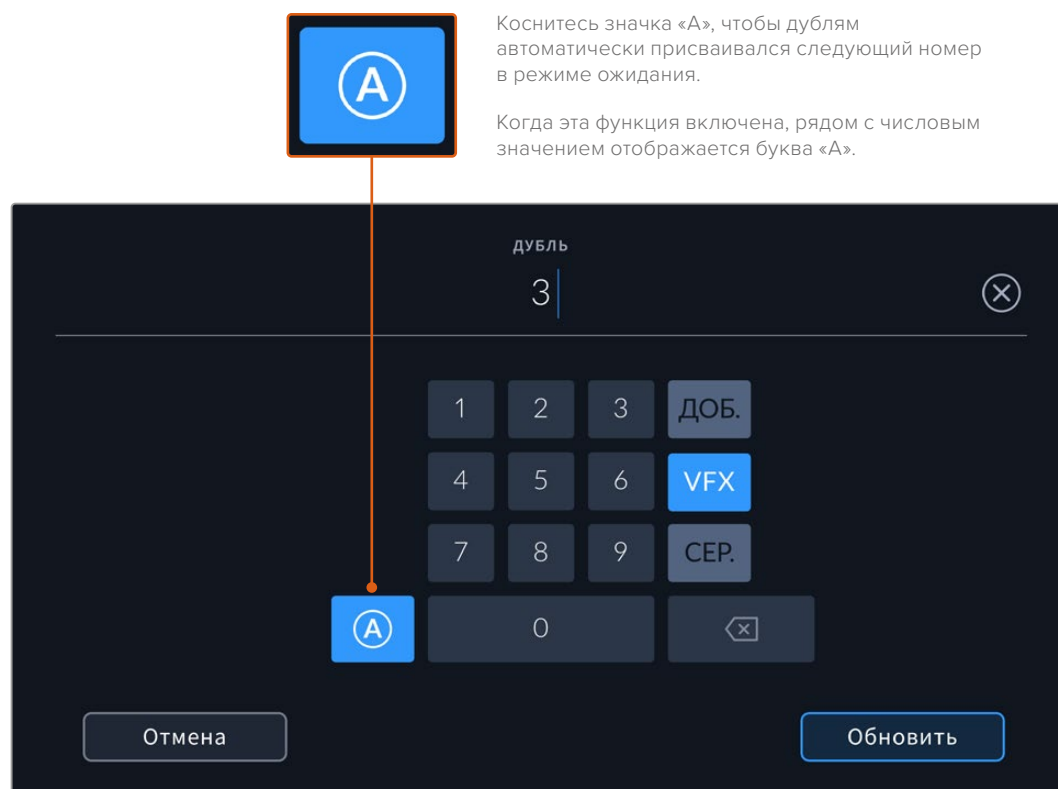 A
Коснитесь значка «A», чтобы дублям
автоматически присваивался следующий номер
в режиме ожидания.
Когда эта функция включена, рядом с числовым
значением отображается буква «A».
ДУБЛЬ
3
1 2 3 ДОБ.
4 5 6 VFX
7 8 9 СЕР.
A 0
Отмена Обновить